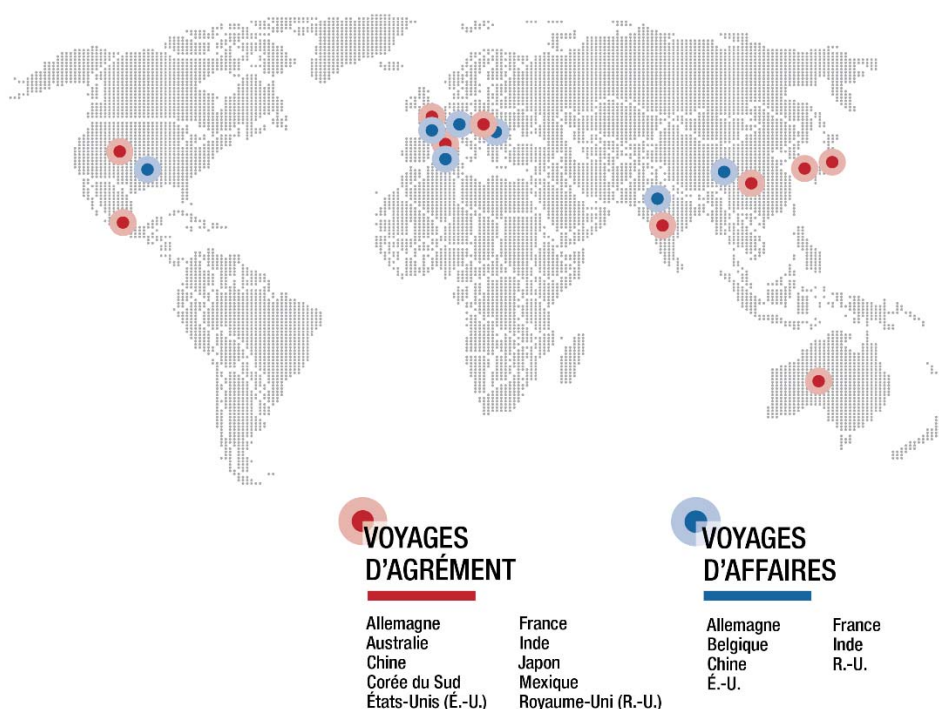 VOYAGES
D'AGRÉMENT
Allemagne
Australie
Chine
Corée du Sud
États-Unis (É.-U.)
France
Inde
Japon
Mexique
Royaume-Uni (R.-U.)
VOYAGES
D'AFFAIRES
Allemagne
Belgique
Chine
É.-U.
France
Inde
R.-U.